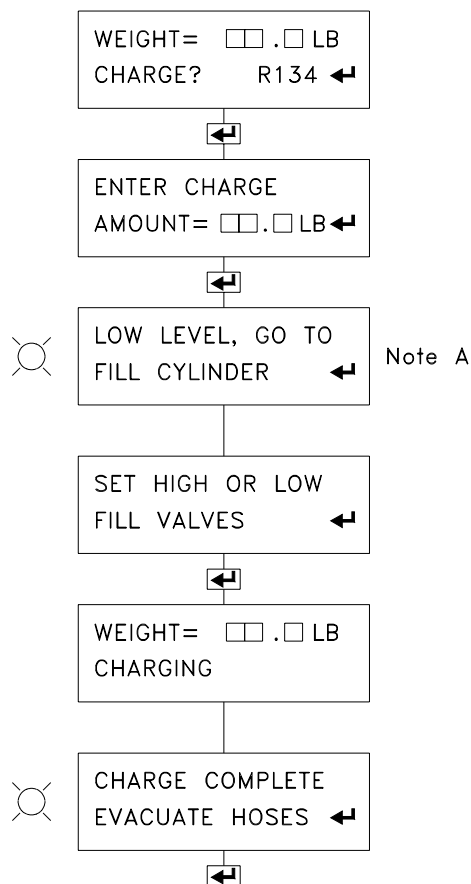 WEIGHT= □□.□ LB
CHARGE? R134 ↵
↵
ENTER CHARGE
AMOUNT= □□.□ LB ↵
↵
LOW LEVEL, GO TO
FILL CYLINDER ↵
Note A
SET HIGH OR LOW
FILL VALVES ↵
↵
WEIGHT= □□.□ LB
CHARGING
CHARGE COMPLETE
EVACUATE HOSES ↵
↵